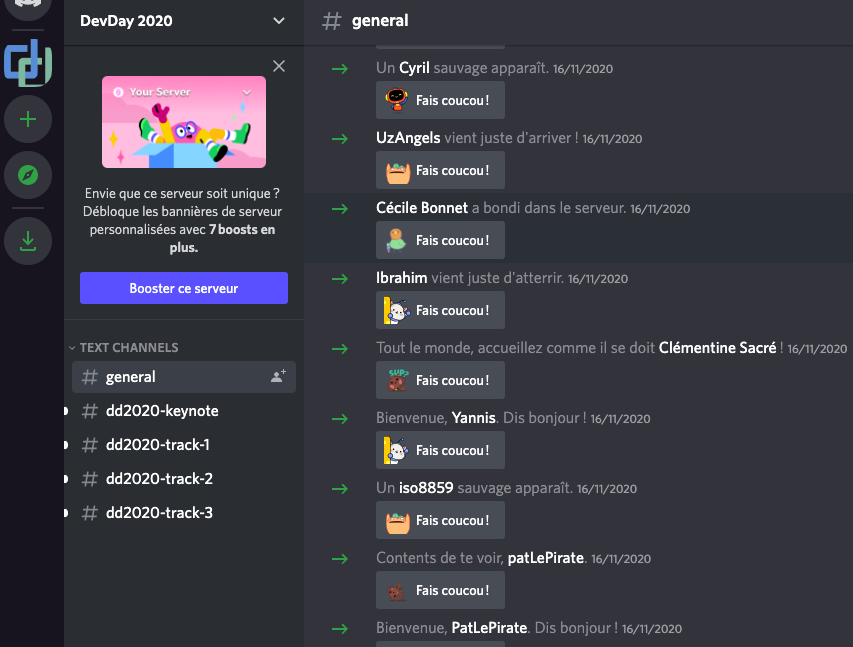 DevDay 2020
Your Server
Envie que ce serveur soit unique ?
Débloque les bannières de serveur
personnalisées avec 7 boosts en
plus.
Booster ce serveur
TEXT CHANNELS
# general
# dd2020-keynote
# dd2020-track-1
# dd2020-track-2
# dd2020-track-3
# general
Un Cyril sauvage apparaît. 16/11/2020
Fais coucou !
UzAngels vient juste d'arriver ! 16/11/2020
Fais coucou !
Cécile Bonnet a bondi dans le serveur. 16/11/2020
Fais coucou !
Ibrahim vient juste d'atterrir. 16/11/2020
Fais coucou !
Tout le monde, accueillez comme il se doit Clémentine Sacré ! 16/11/2020
SUP?
Fais coucou !
Bienvenue, Yannis. Dis bonjour ! 16/11/2020
Fais coucou !
Un iso8859 sauvage apparaît. 16/11/2020
Fais coucou !
Contents de te voir, patLePirate. 16/11/2020
Fais coucou !
Bienvenue, PatLePirate. Dis bonjour ! 16/11/2020